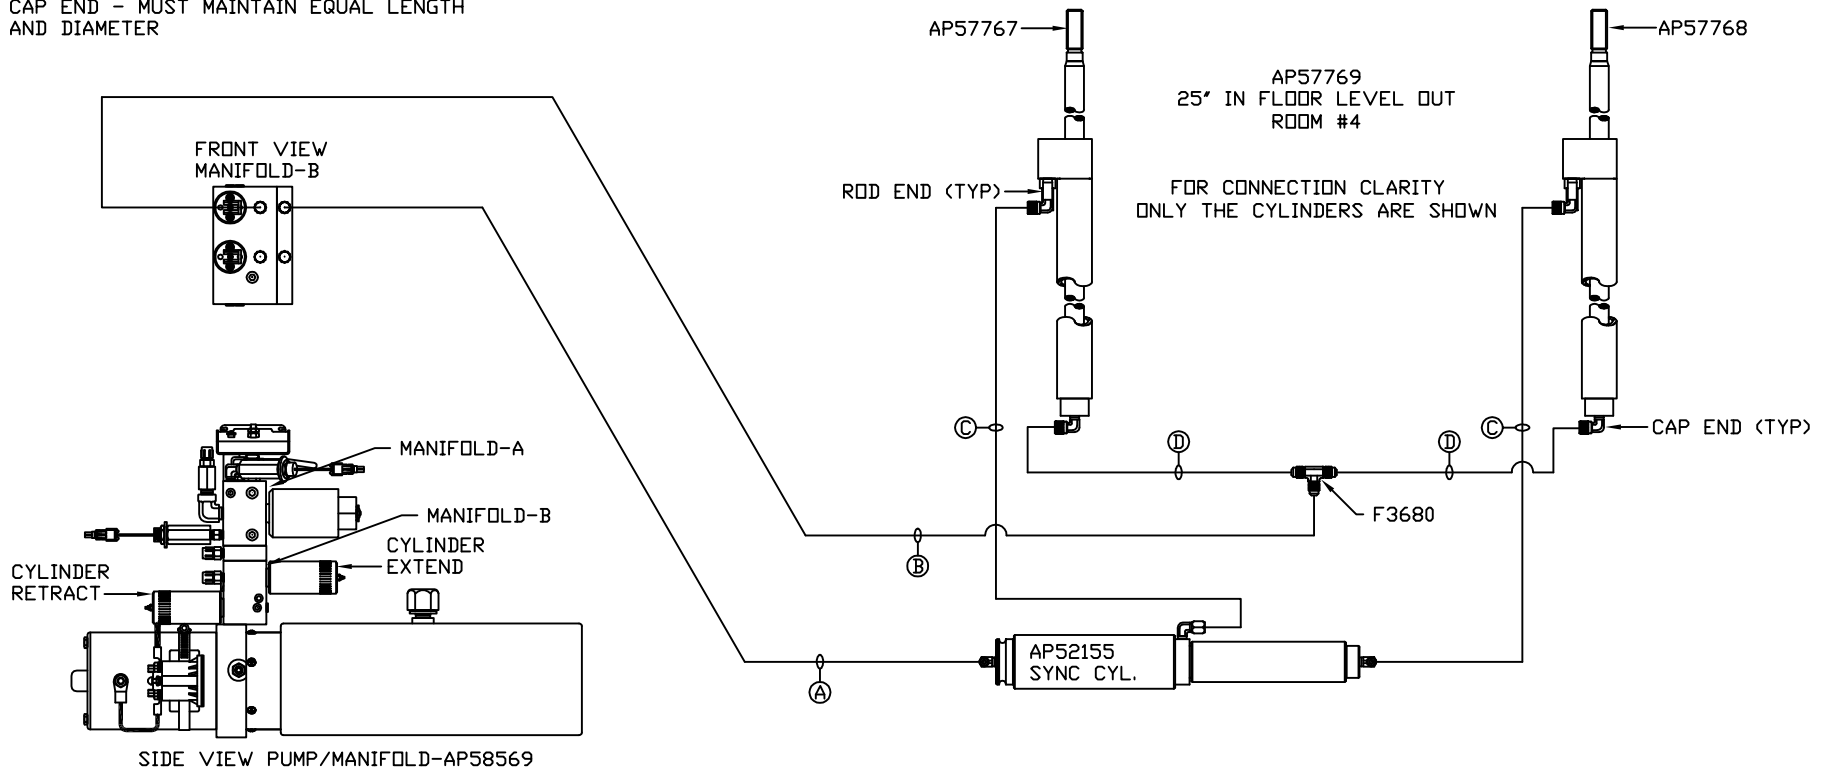 CAP END - MUST MAINTAIN EQUAL LENGTH
AND DIAMETER
AP57767
AP57768
AP57769
25" IN FLOOR LEVEL OUT
ROOM #4
FRONT VIEW
MANIFOLD-B
ROD END (TYP)
FOR CONNECTION CLARITY
ONLY THE CYLINDERS ARE SHOWN
C
C
CAP END (TYP)
D
D
MANIFOLD-A
MANIFOLD-B
F3680
CYLINDER
EXTEND
B
CYLINDER
RETRACT
AP52155
SYNC CYL.
A
SIDE VIEW PUMP/MANIFOLD-AP58569